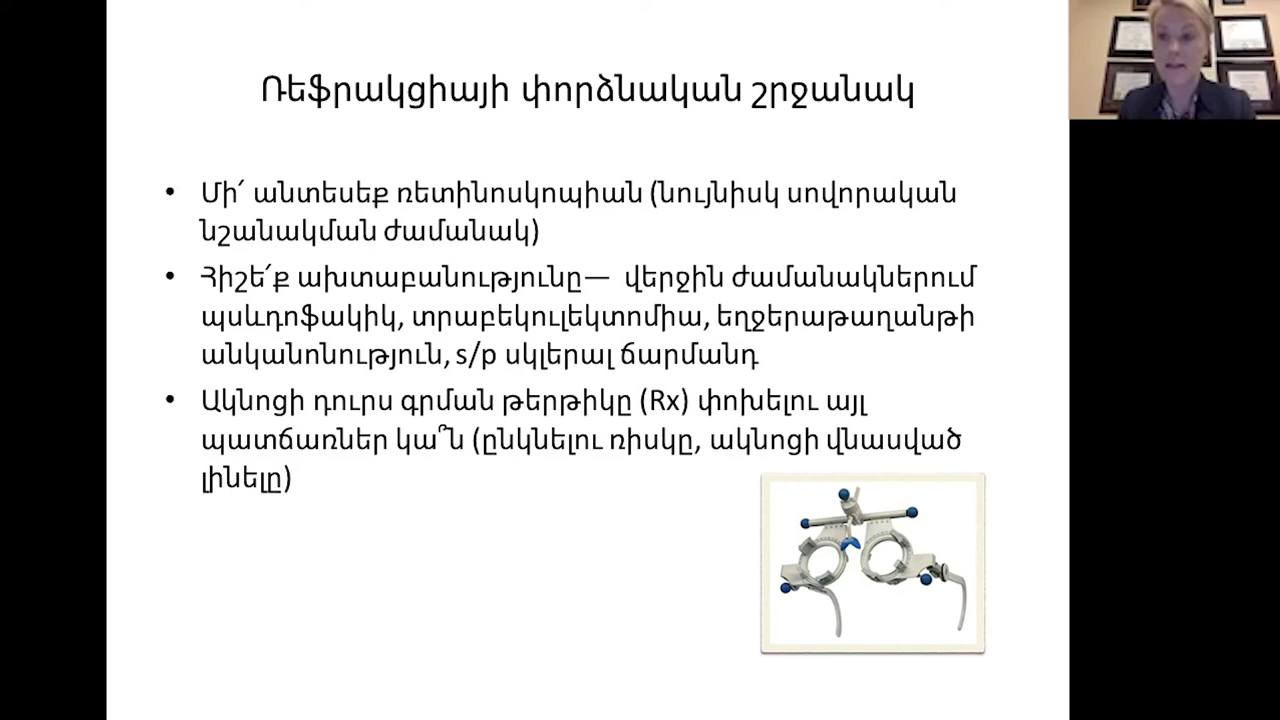 Ռեֆրակցիայի փորձնական շրջանակ
• Մի՛ անտեսեք ռետինոսկոպիան (նույնիսկ սովորական
նշանակման ժամանակ)
• Հիշե՛ք ախտաբանությունը— վերջին ժամանակներում
պսևդոֆակիկ, տրաբեկուլեկտոմիա, եղջերաթաղանթի
անկանոնություն, s/p սկլերալ ճարմանդ
• Ակնոցի դուրս գրման թերթիկը (Rx) փոխելու այլ
պատճառներ կա՞ն (ընկնելու ռիսկը, ակնոցի վնասված
լինելը)